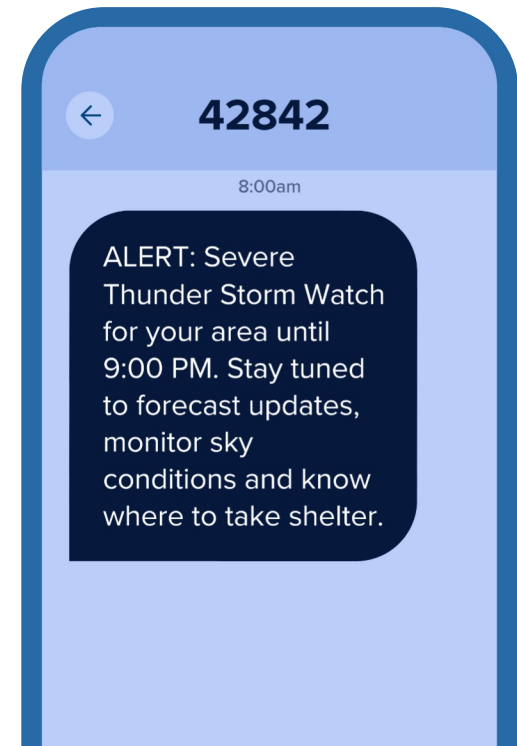 42842
8:00am
ALERT: Severe
Thunder Storm Watch
for your area until
9:00 PM. Stay tuned
to forecast updates,
monitor sky
conditions and know
where to take shelter.